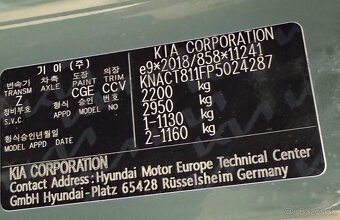 기아 (주)
KIA CORPORATION
e9*2018/858*11241
KNACT811FP5024287
변속기 차축 도장 의장
TRANSM AXLE PAINT TRIM
Z CGE CCV
2200 kg
정비부호 형식 승인 번호
MODEL APPD
2950 kg
1-1130 kg
형식승인년월일
MODEL APPD DATE
2-1160 kg
KIA CORPORATION
Contact Address : Hyundai Motor Europe Technical Center
GmbH Hyundai-Platz 65428 Rüsselsheim Germany